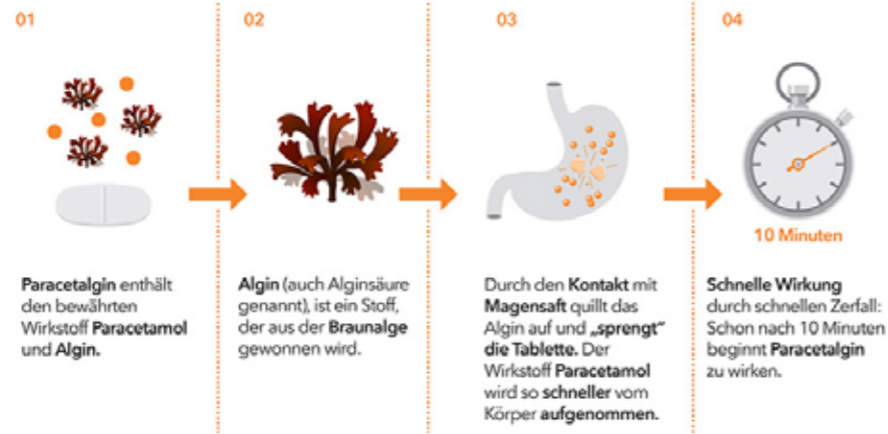 01
Paracetalgin enthält
den bewährten
Wirkstoff Paracetamol
und Algin.
02
Algin (auch Alginsäure
genannt), ist ein Stoff,
der aus der Braunalge
gewonnen wird.
03
Durch den Kontakt mit
Magensaft quillt das
Algin auf und „sprengt“
die Tablette. Der
Wirkstoff Paracetamol
wird so schneller vom
Körper aufgenommen.
04
10 Minuten
Schnelle Wirkung
durch schnellen Zerfall:
Schon nach 10 Minuten
beginnt Paracetalgin
zu wirken.